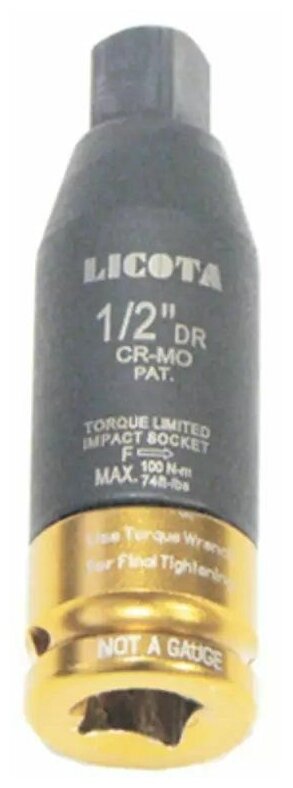 LICOTA
1/2" DR
CR-MO
PAT.
TORQUE LIMITED
IMPACT SOCKET
F ⇨
MAX. 100 N-m
74ft-lbs
Use Torque Wrench
For Final Tightening
NOT A GAUGE